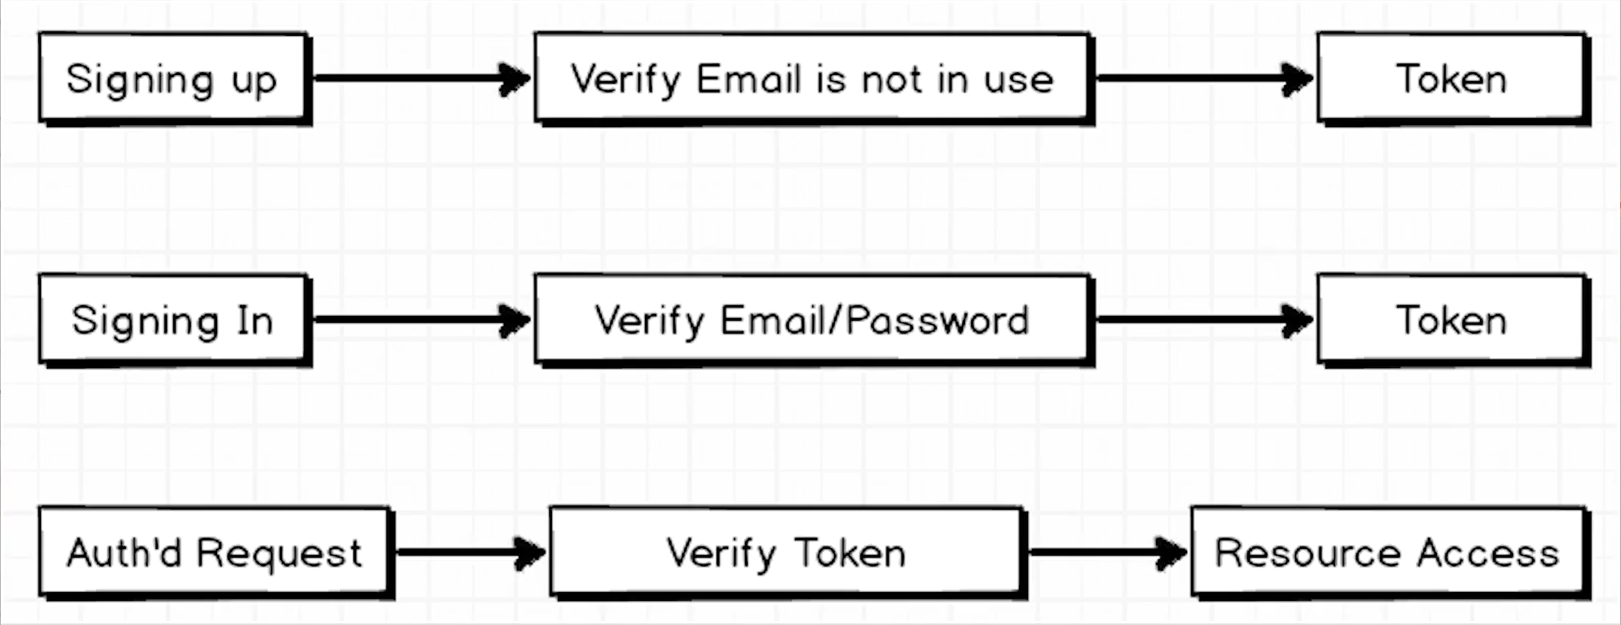 Signing up
Verify Email is not in use
Token
Signing In
Verify Email/Password
Token
Auth'd Request
Verify Token
Resource Access